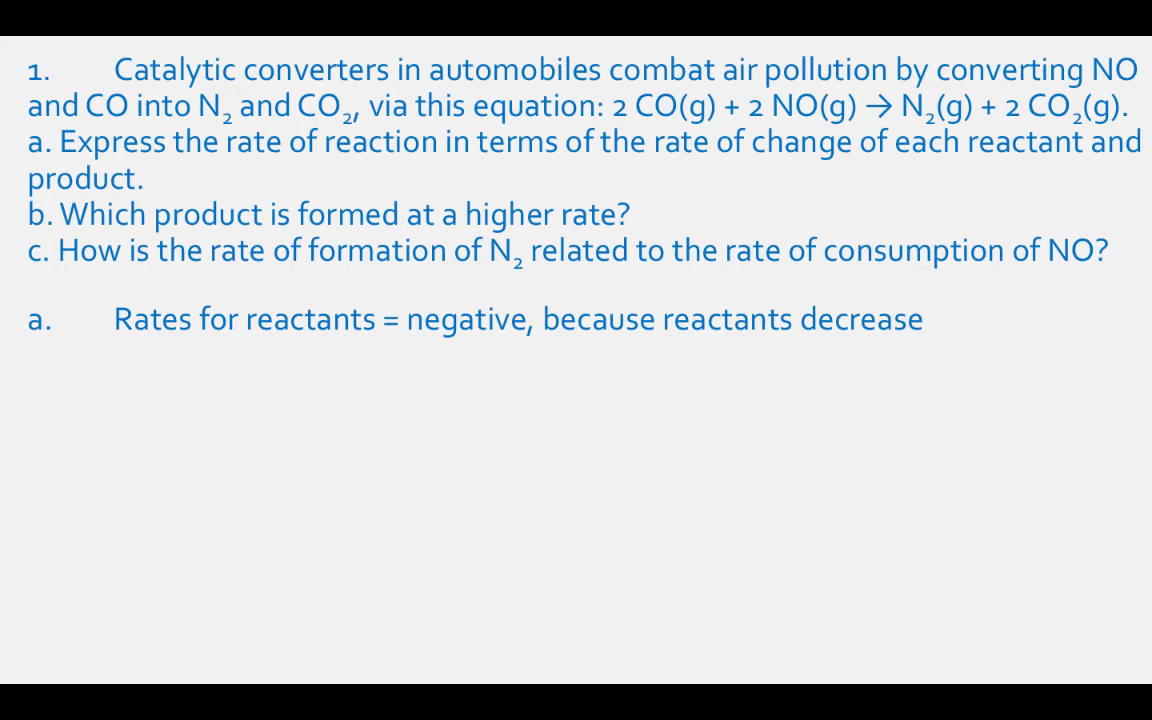 1. Catalytic converters in automobiles combat air pollution by converting NO
and CO into N₂ and CO₂, via this equation: 2 CO(g) + 2 NO(g) → N₂(g) + 2 CO₂(g).
a. Express the rate of reaction in terms of the rate of change of each reactant and
product.
b. Which product is formed at a higher rate?
c. How is the rate of formation of N₂ related to the rate of consumption of NO?
a. Rates for reactants = negative, because reactants decrease